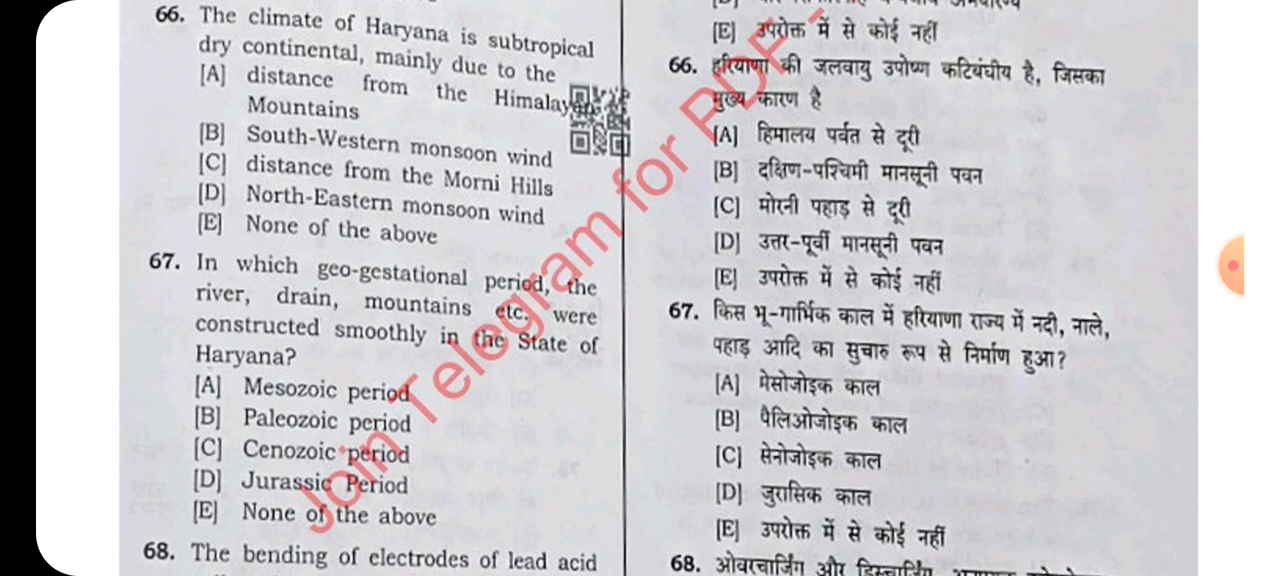 66. The climate of Haryana is subtropical
dry continental, mainly due to the
[A] distance from the Himalayan
Mountains
[B] South-Western monsoon wind
[C] distance from the Morni Hills
[D] North-Eastern monsoon wind
[E] None of the above
67. In which geo-gestational period, the
river, drain, mountains etc. were
constructed smoothly in the State of
Haryana?
[A] Mesozoic period
[B] Paleozoic period
[C] Cenozoic period
[D] Jurassic Period
[E] None of the above
68. The bending of electrodes of lead acid
[E] उपरोक्त में से कोई नहीं
66. हरियाणा की जलवायु उपोष्ण कटिबंधीय है, जिसका
मुख्य कारण है
[A] हिमालय पर्वत से दूरी
[B] दक्षिण-पश्चिमी मानसूनी पवन
[C] मोरनी पहाड़ से दूरी
[D] उत्तर-पूर्वी मानसूनी पवन
[E] उपरोक्त में से कोई नहीं
67. किस भू-गार्भिक काल में हरियाणा राज्य में नदी, नाले,
पहाड़ आदि का सुचारु रूप से निर्माण हुआ?
[A] मेसोजोइक काल
[B] पैलिओजोइक काल
[C] सेनोजोइक काल
[D] जुरासिक काल
[E] उपरोक्त में से कोई नहीं
68. ओवरचार्जिंग और डिस्चार्जिंग
Join Telegram for PDF -